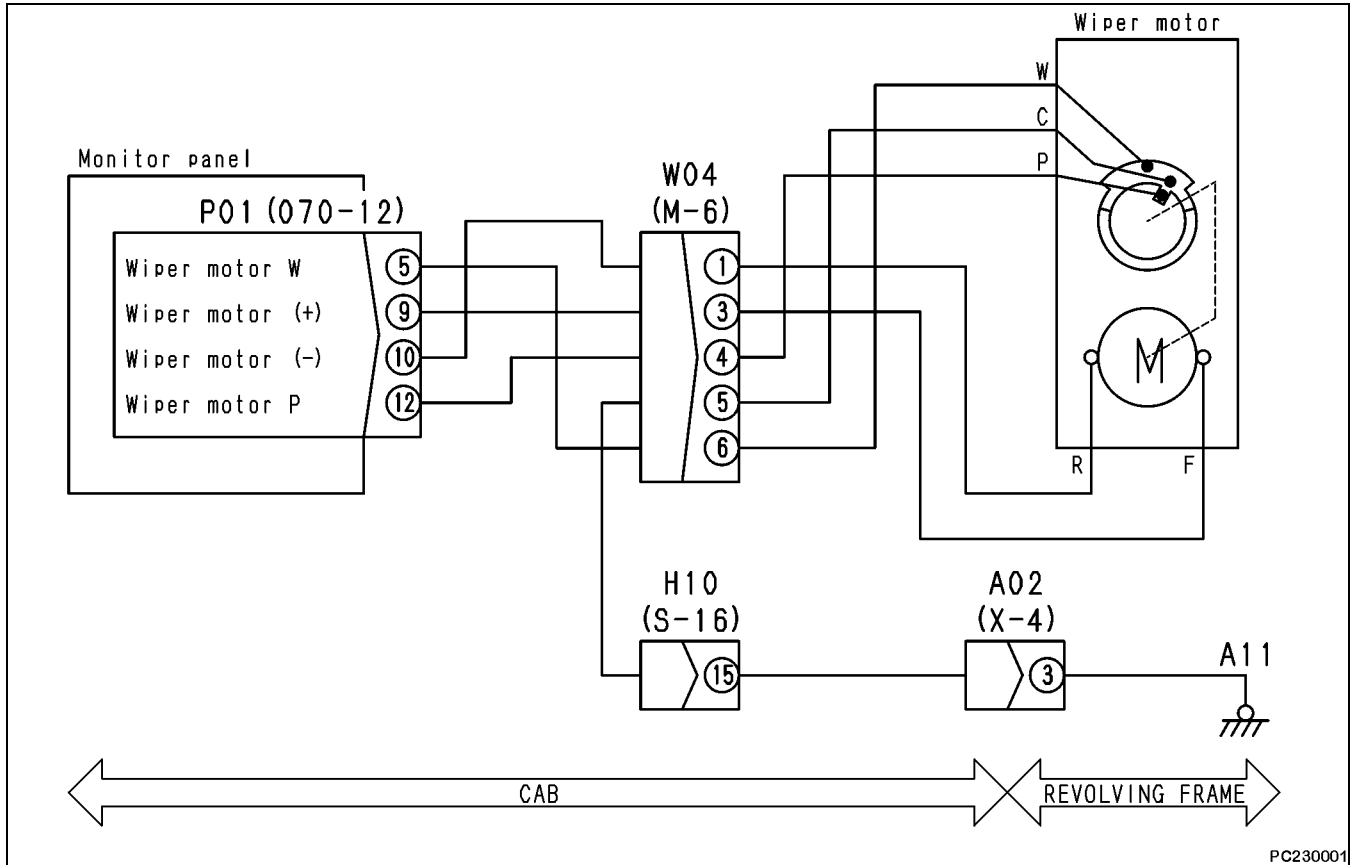 Wiper motor
W
C
P
Monitor panel
P01 (070-12)
Wiper motor W
5
Wiper motor (+)
9
Wiper motor (-)
10
Wiper motor P
12
W04
(M-6)
1
3
4
5
6
M
R
F
H10
(S-16)
15
A02
(X-4)
3
A11
CAB
REVOLVING FRAME
PC230001